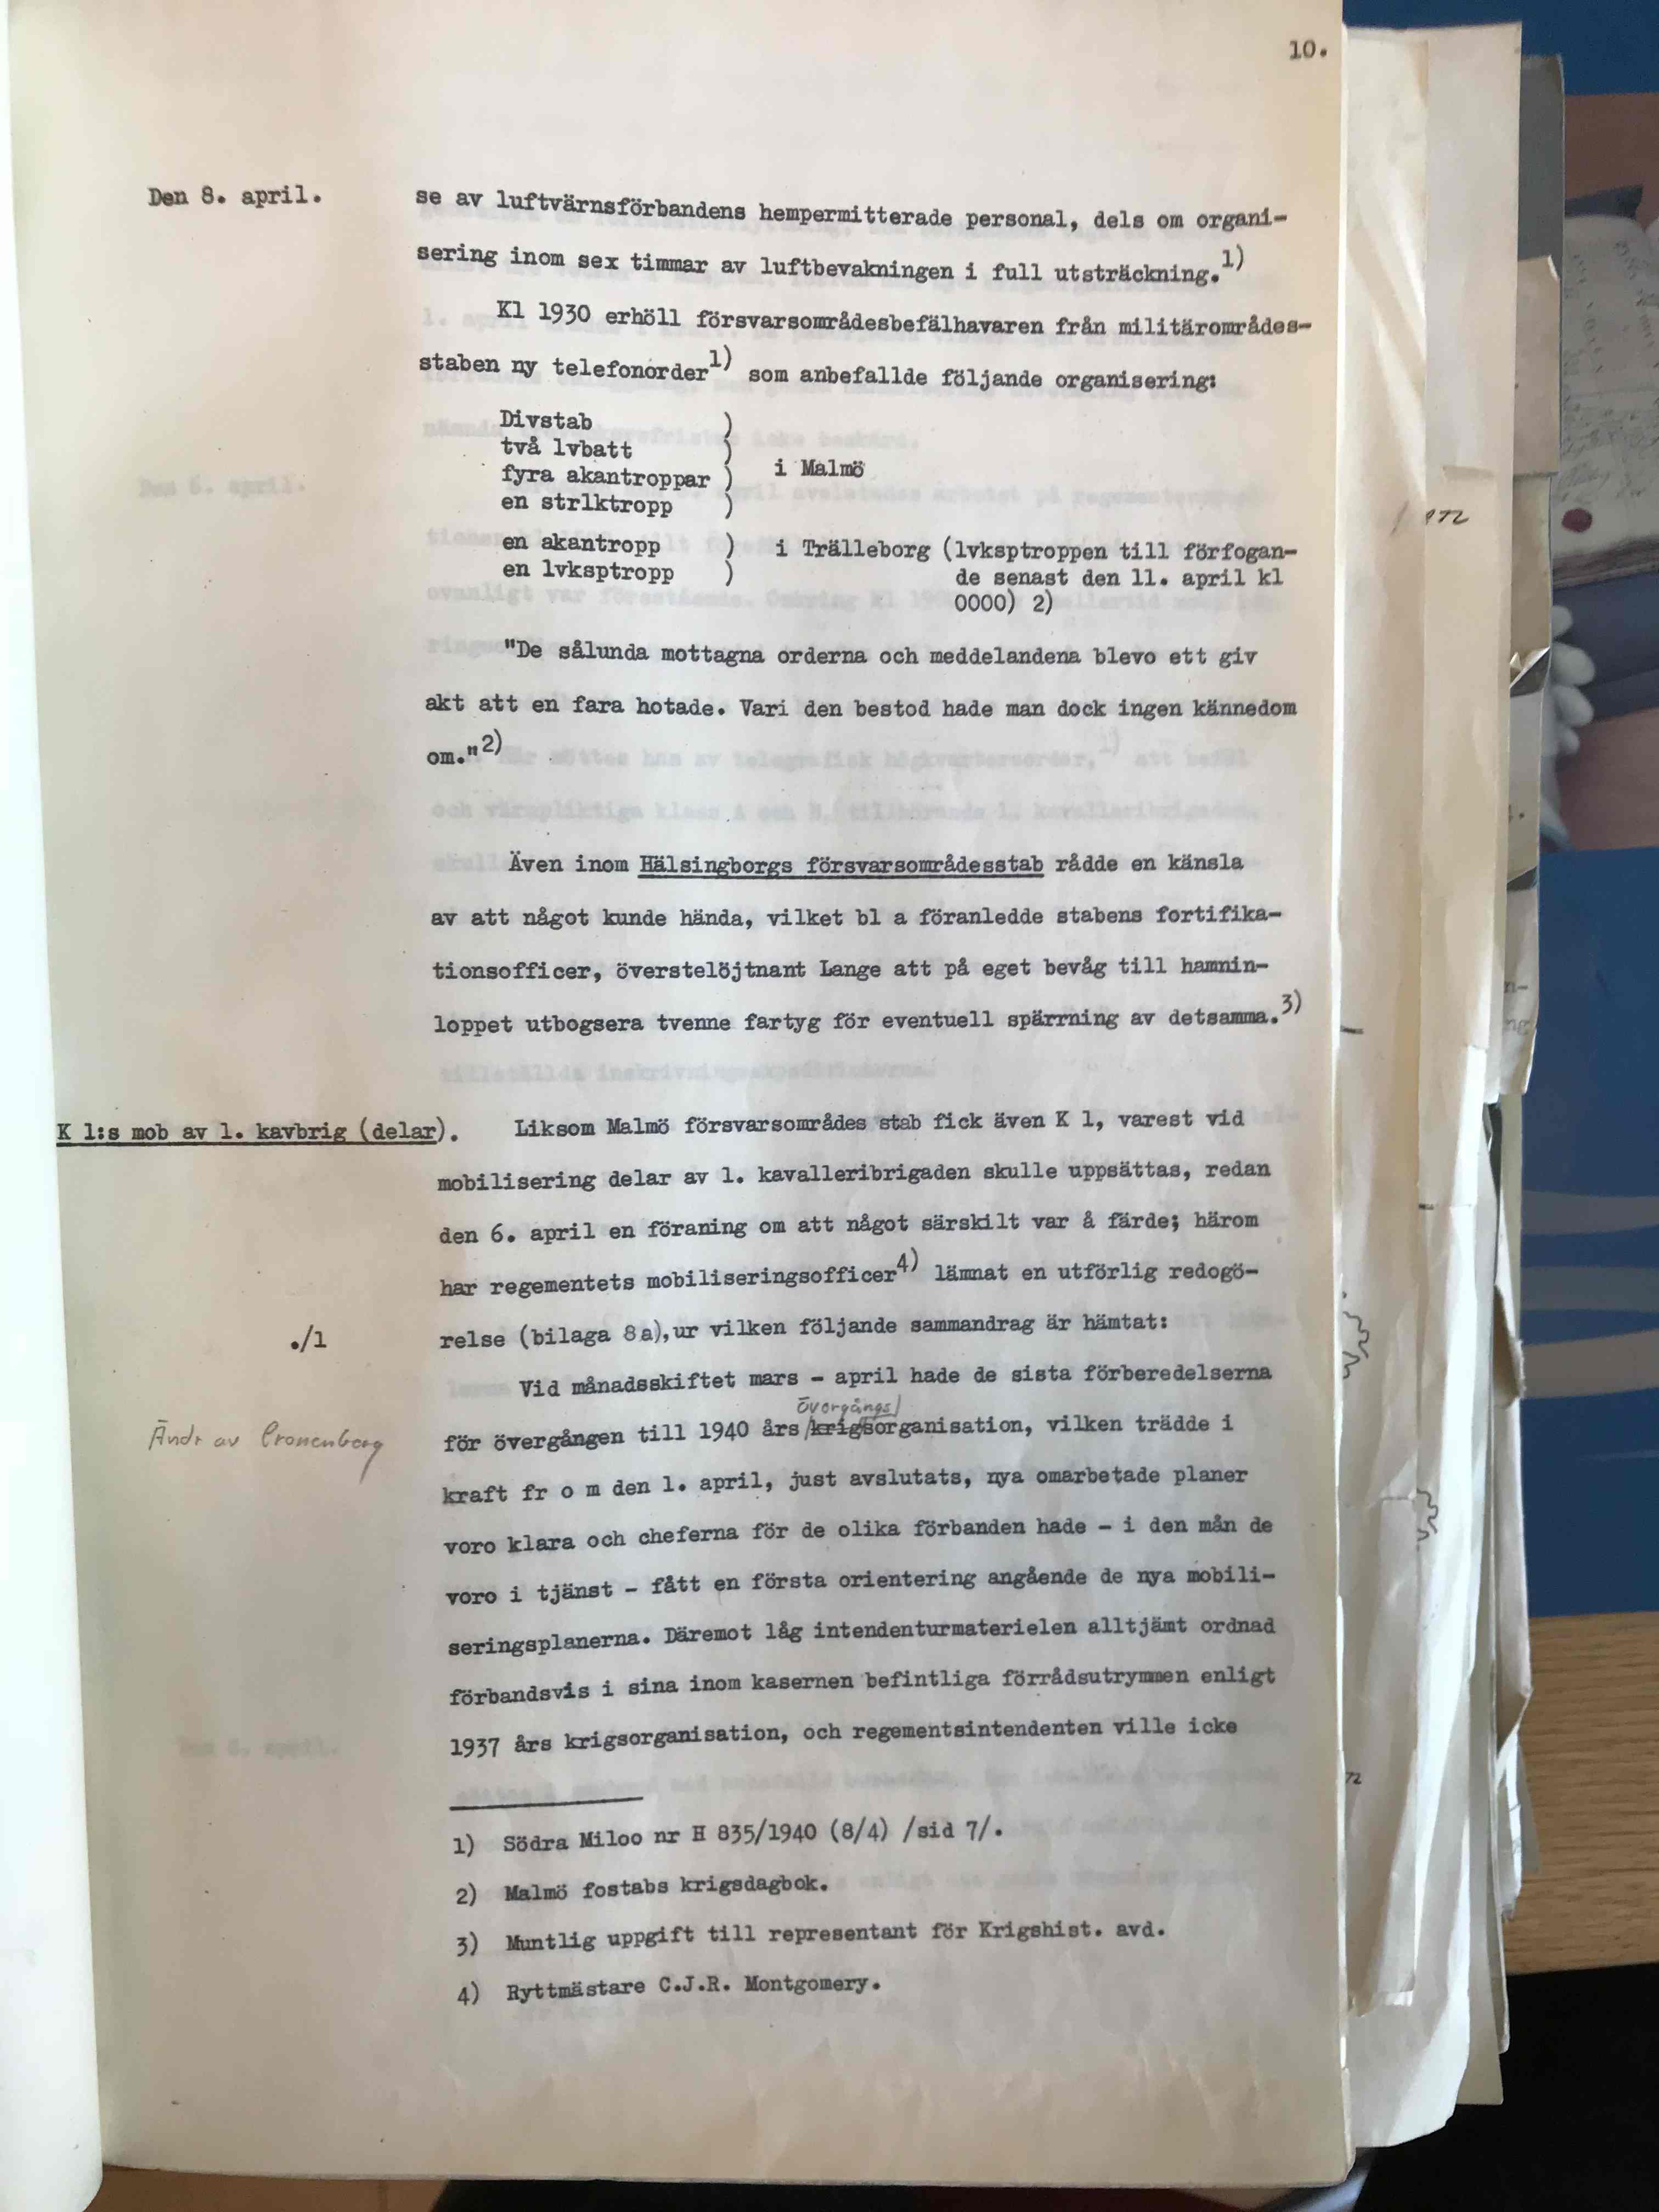 10.
Den 8. april.
se av luftvärnsförbandens hempermitterade personal, dels om organi-
sering inom sex timmar av luftbevakningen i full utsträckning.1)
Kl 1930 erhöll försvarsområdesbefälhavaren från militärområdes-
staben ny telefonorder1) som anbefallde följande organisering:
Divstab )
två lvbatt )
fyra akantroppar ) i Malmö
en strlktropp )
en akantropp ) i Trälleborg (lvksptroppen till förfogan-
en lvksptropp ) de senast den 11. april kl
0000) 2)
"De sålunda mottagna orderna och meddelandena blevo ett giv
akt att en fara hotade. Vari den bestod hade man dock ingen kännedom
om."2)
Även inom Hälsingborgs försvarsområdesstab rådde en känsla
av att något kunde hända, vilket bl a föranledde stabens fortifika-
tionsofficer, överstelöjtnant Lange att på eget bevåg till hamnin-
loppet utbogsera tvenne fartyg för eventuell spärrning av detsamma.3)
K 1:s mob av 1. kavbrig (delar).
Liksom Malmö försvarsområdes stab fick även K 1, varest vid
mobilisering delar av 1. kavalleribrigaden skulle uppsättas, redan
den 6. april en föraning om att något särskilt var å färde; härom
har regementets mobiliseringsofficer4) lämnat en utförlig redogö-
./1
relse (bilaga 8a),ur vilken följande sammandrag är hämtat:
Vid månadsskiftet mars - april hade de sista förberedelserna
övergångs/
Ändr av Cronenberg
för övergången till 1940 års /krigsorganisation, vilken trädde i
kraft fr o m den 1. april, just avslutats, nya omarbetade planer
voro klara och cheferna för de olika förbanden hade - i den mån de
voro i tjänst - fått en första orientering angående de nya mobili-
seringsplanerna. Däremot låg intendenturmaterielen alltjämt ordnad
förbandsvis i sina inom kasernen befintliga förrådsutrymmen enligt
1937 års krigsorganisation, och regementsintendenten ville icke
1) Södra Miloo nr H 835/1940 (8/4) /sid 7/.
2) Malmö fostabs krigsdagbok.
3) Muntlig uppgift till representant för Krigshist. avd.
4) Ryttmästare C.J.R. Montgomery.